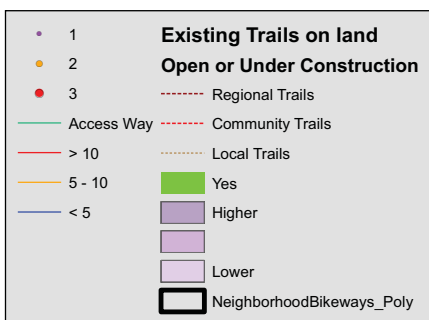 1
2
3
Access Way
> 10
5 - 10
< 5
Existing Trails on land
Open or Under Construction
Regional Trails
Community Trails
Local Trails
Yes
Higher
Lower
NeighborhoodBikeways_Poly